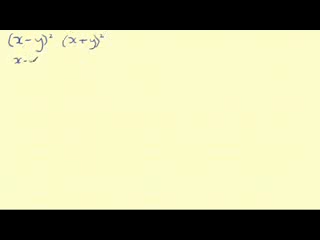 (x-y)² (x+y)²
x-